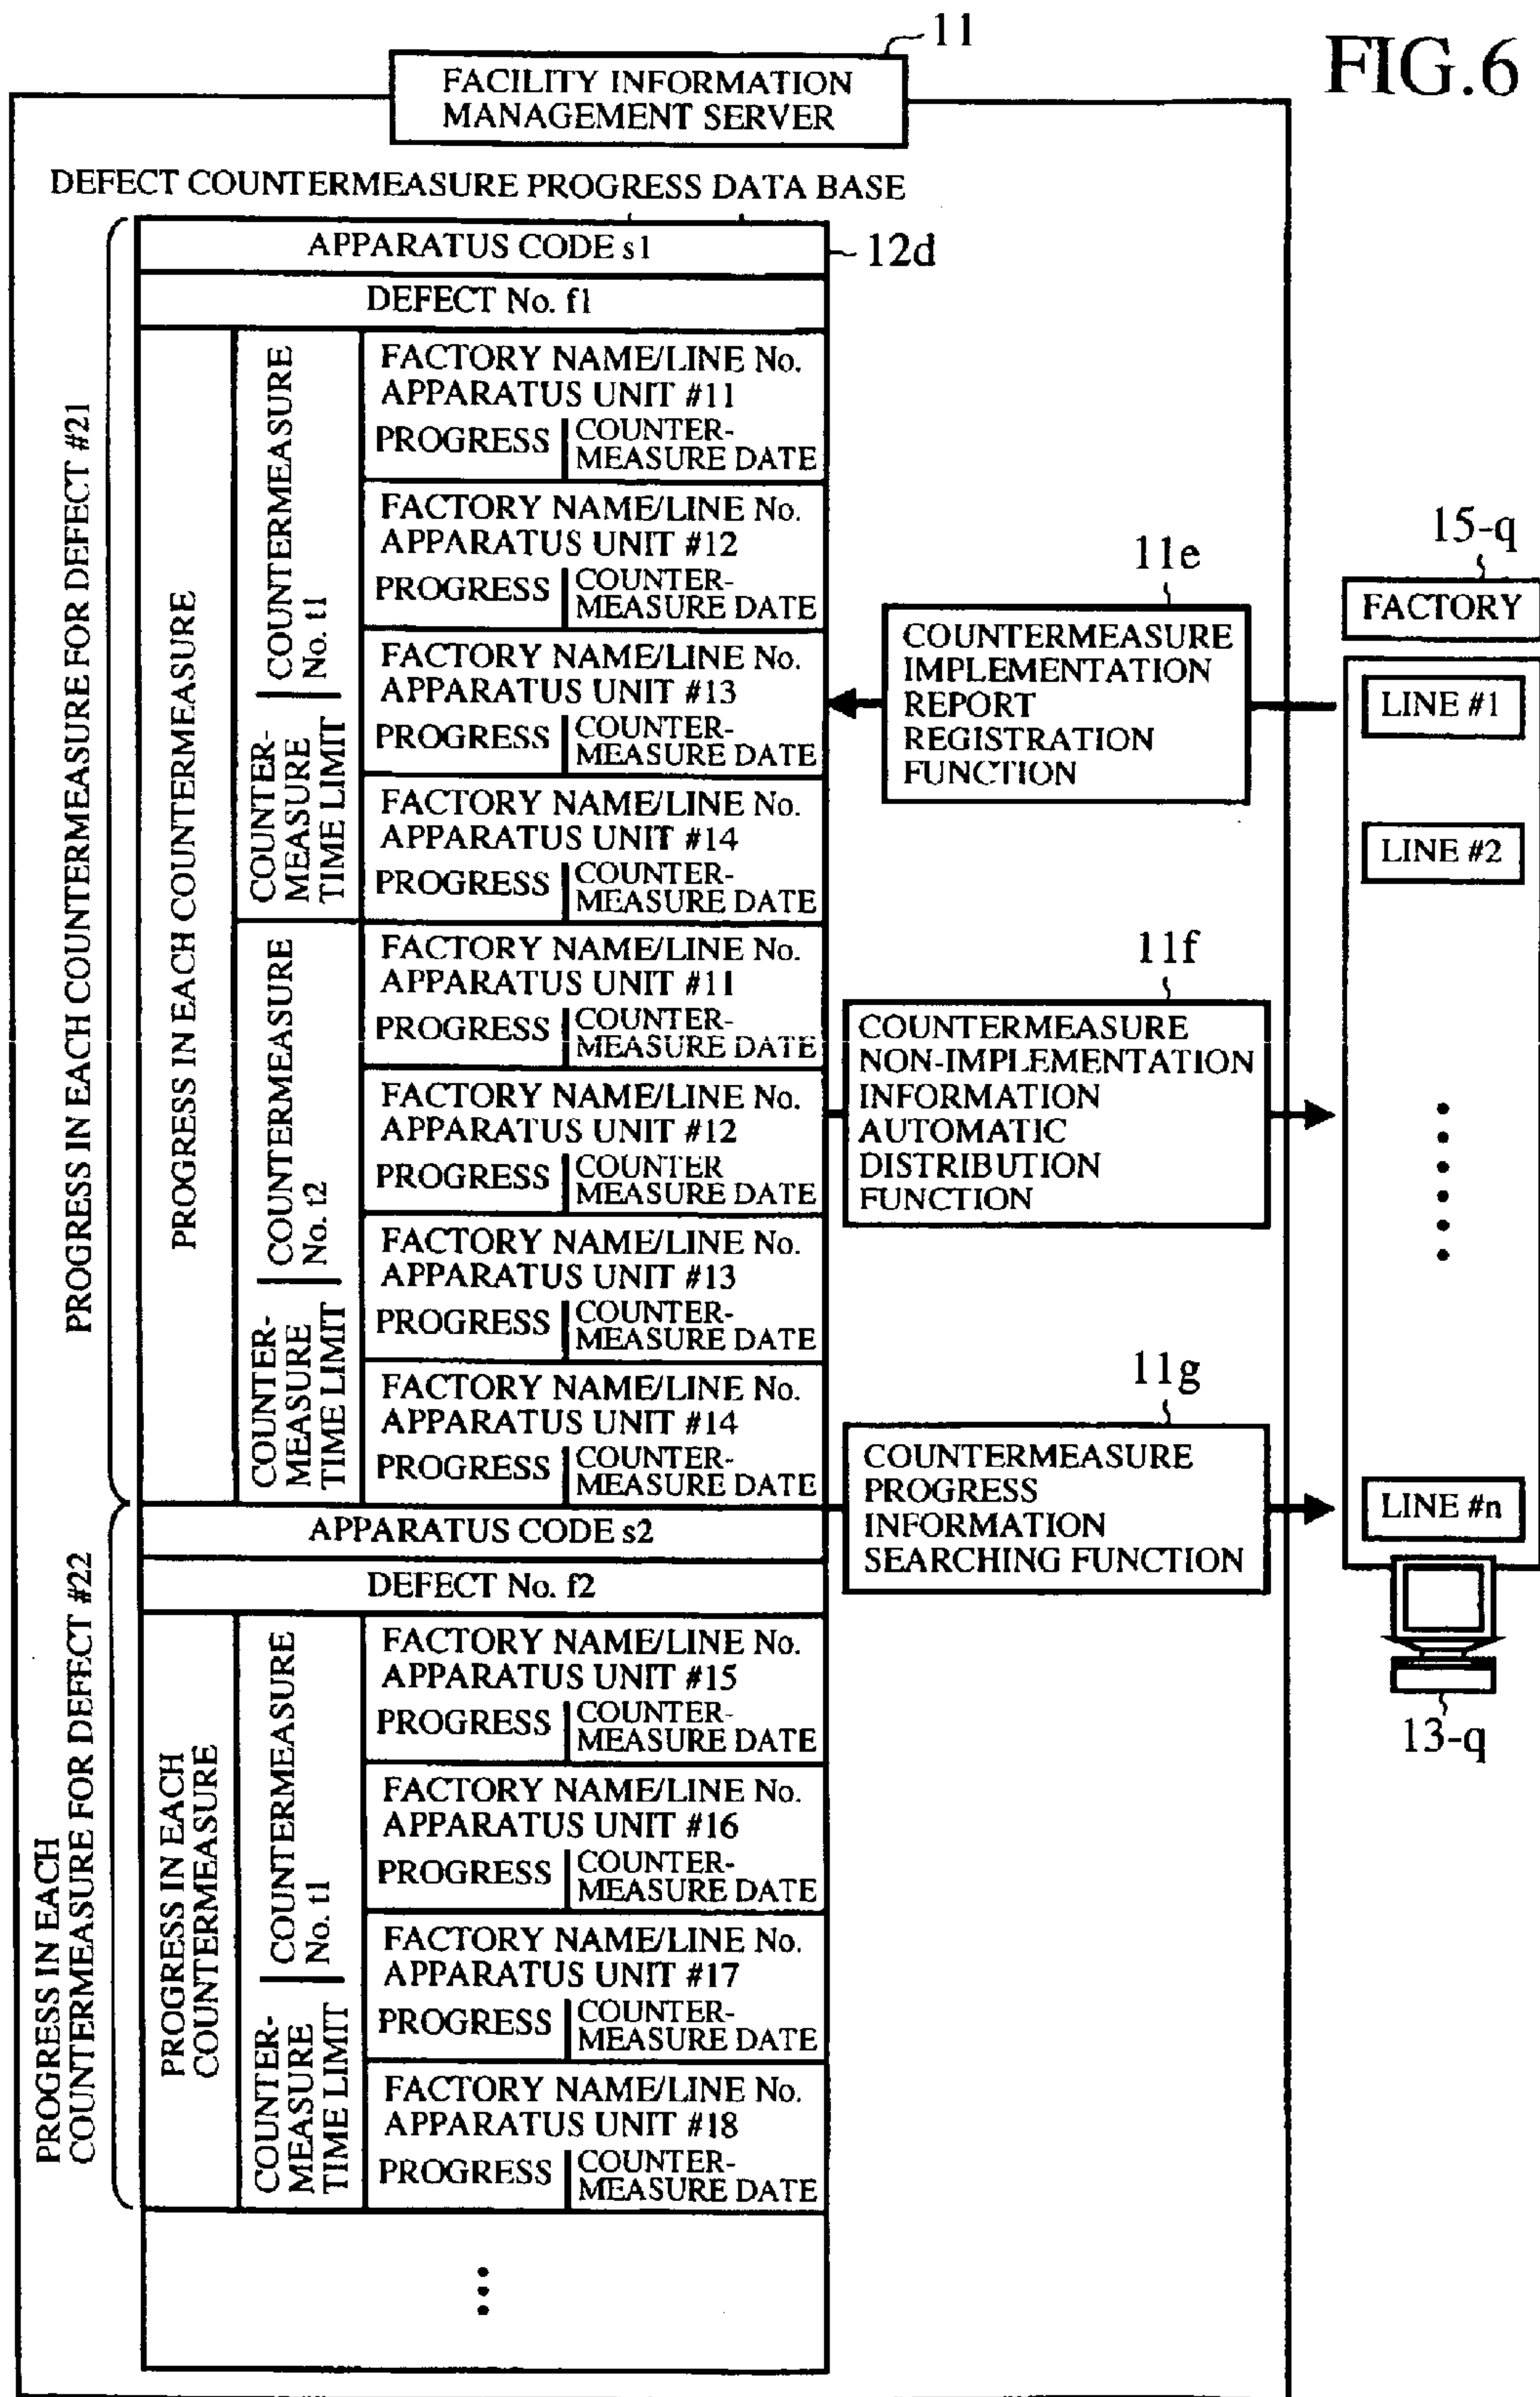 FIG.6
11
FACILITY INFORMATION
MANAGEMENT SERVER
DEFECT COUNTERMEASURE PROGRESS DATA BASE
12d
PROGRESS IN EACH COUNTERMEASURE FOR DEFECT #21
APPARATUS CODE s1
DEFECT No. f1
PROGRESS IN EACH COUNTERMEASURE
COUNTERMEASURE
No. t1
COUNTER-
MEASURE
TIME LIMIT
FACTORY NAME/LINE No.
APPARATUS UNIT #11
PROGRESS
COUNTER-
MEASURE DATE
FACTORY NAME/LINE No.
APPARATUS UNIT #12
PROGRESS
COUNTER-
MEASURE DATE
FACTORY NAME/LINE No.
APPARATUS UNIT #13
PROGRESS
COUNTER-
MEASURE DATE
FACTORY NAME/LINE No.
APPARATUS UNIT #14
PROGRESS
COUNTER-
MEASURE DATE
COUNTERMEASURE
No. t2
COUNTER-
MEASURE
TIME LIMIT
FACTORY NAME/LINE No.
APPARATUS UNIT #11
PROGRESS
COUNTER-
MEASURE DATE
FACTORY NAME/LINE No.
APPARATUS UNIT #12
PROGRESS
COUNTER
MEASURE DATE
FACTORY NAME/LINE No.
APPARATUS UNIT #13
PROGRESS
COUNTER-
MEASURE DATE
FACTORY NAME/LINE No.
APPARATUS UNIT #14
PROGRESS
COUNTER-
MEASURE DATE
PROGRESS IN EACH
COUNTERMEASURE FOR DEFECT #22
APPARATUS CODE s2
DEFECT No. f2
PROGRESS IN EACH
COUNTERMEASURE
COUNTERMEASURE
No. t1
COUNTER-
MEASURE
TIME LIMIT
FACTORY NAME/LINE No.
APPARATUS UNIT #15
PROGRESS
COUNTER-
MEASURE DATE
FACTORY NAME/LINE No.
APPARATUS UNIT #16
PROGRESS
COUNTER-
MEASURE DATE
FACTORY NAME/LINE No.
APPARATUS UNIT #17
PROGRESS
COUNTER-
MEASURE DATE
FACTORY NAME/LINE No.
APPARATUS UNIT #18
PROGRESS
COUNTER-
MEASURE DATE
11e
COUNTERMEASURE
IMPLEMENTATION
REPORT
REGISTRATION
FUNCTION
11f
COUNTERMEASURE
NON-IMPLEMENTATION
INFORMATION
AUTOMATIC
DISTRIBUTION
FUNCTION
11g
COUNTERMEASURE
PROGRESS
INFORMATION
SEARCHING FUNCTION
15-q
FACTORY
LINE #1
LINE #2
LINE #n
13-q